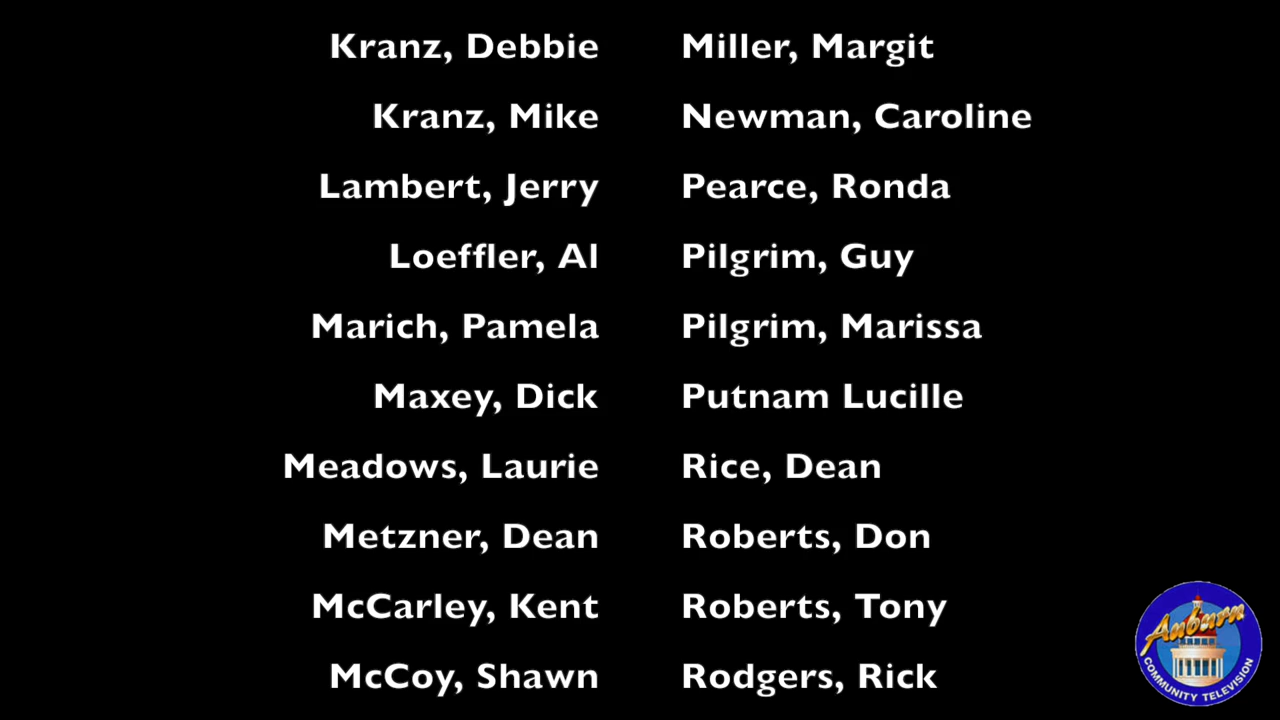 Kranz, Debbie
Kranz, Mike
Lambert, Jerry
Loeffler, Al
Marich, Pamela
Maxey, Dick
Meadows, Laurie
Metzner, Dean
McCarley, Kent
McCoy, Shawn
Miller, Margit
Newman, Caroline
Pearce, Ronda
Pilgrim, Guy
Pilgrim, Marissa
Putnam Lucille
Rice, Dean
Roberts, Don
Roberts, Tony
Rodgers, Rick
Auburn
COMMUNITY TELEVISION